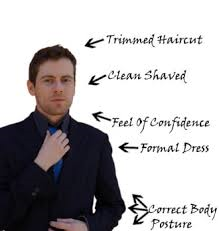 Trimmed Haircut
Clean Shaved
Feel Of Confidence
Formal Dress
Correct Body
Posture